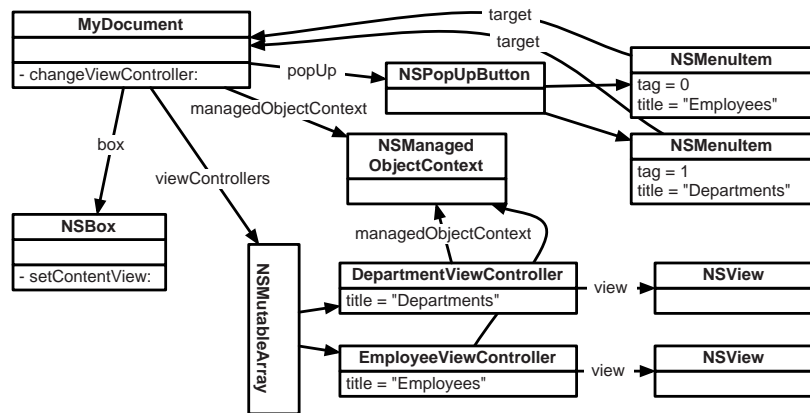 MyDocument
- changeViewController:
target
target
popUp
NSPopUpButton
NSMenuItem
tag = 0
title = "Employees"
NSMenuItem
tag = 1
title = "Departments"
managedObjectContext
NSManaged
ObjectContext
box
viewControllers
NSBox
- setContentView:
NSMutableArray
managedObjectContext
DepartmentViewController
title = "Departments"
view
NSView
EmployeeViewController
title = "Employees"
view
NSView